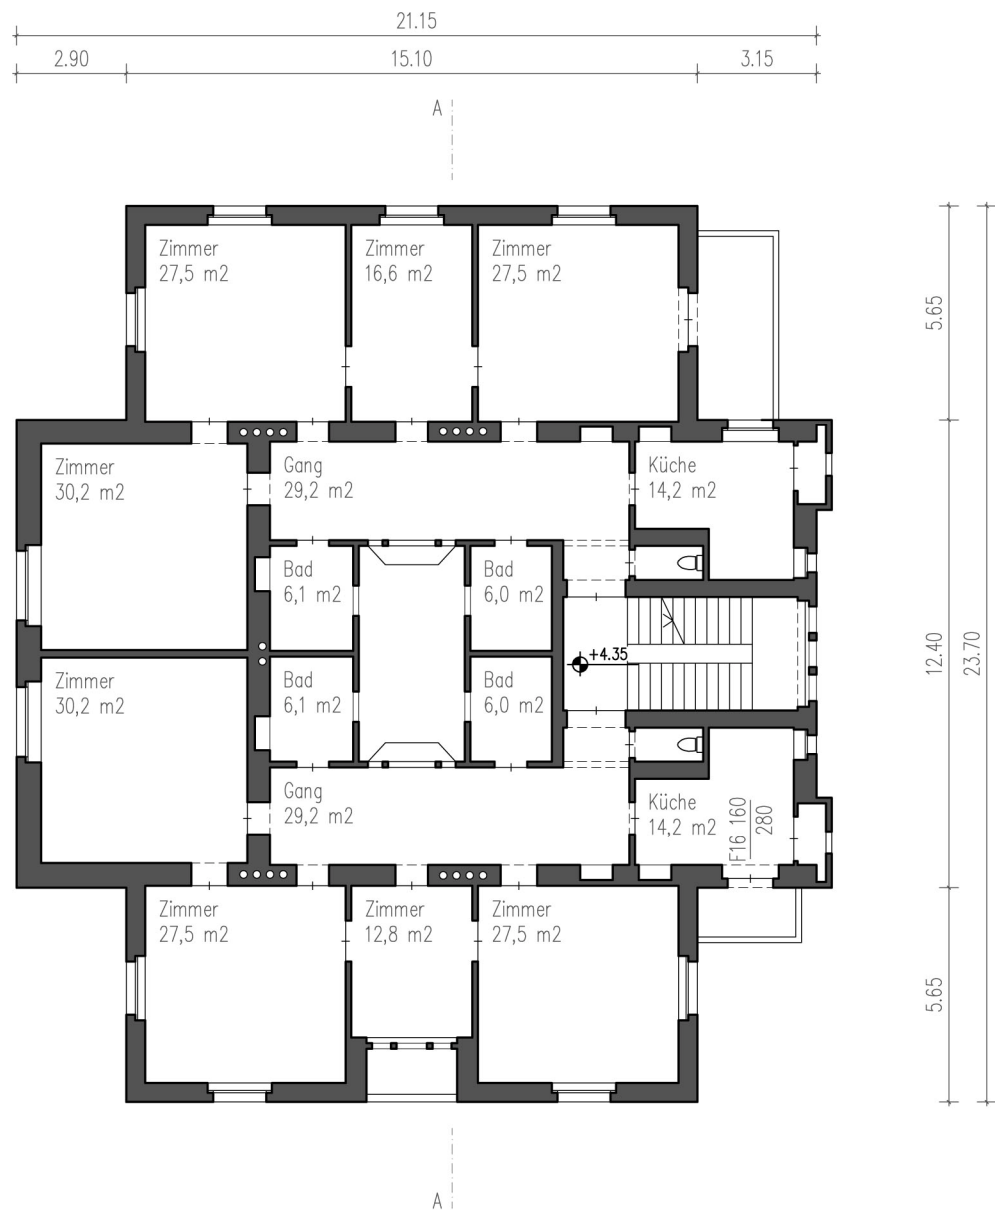 21.15
2.90 15.10 3.15
A
Zimmer
27,5 m2
Zimmer
16,6 m2
Zimmer
27,5 m2
5.65
Zimmer
30,2 m2
Gang
29,2 m2
Küche
14,2 m2
Bad
6,1 m2
Bad
6,0 m2
+4.35
12.40
23.70
Zimmer
30,2 m2
Bad
6,1 m2
Bad
6,0 m2
Gang
29,2 m2
Küche
14,2 m2
F16 160
280
Zimmer
27,5 m2
Zimmer
12,8 m2
Zimmer
27,5 m2
5.65
A